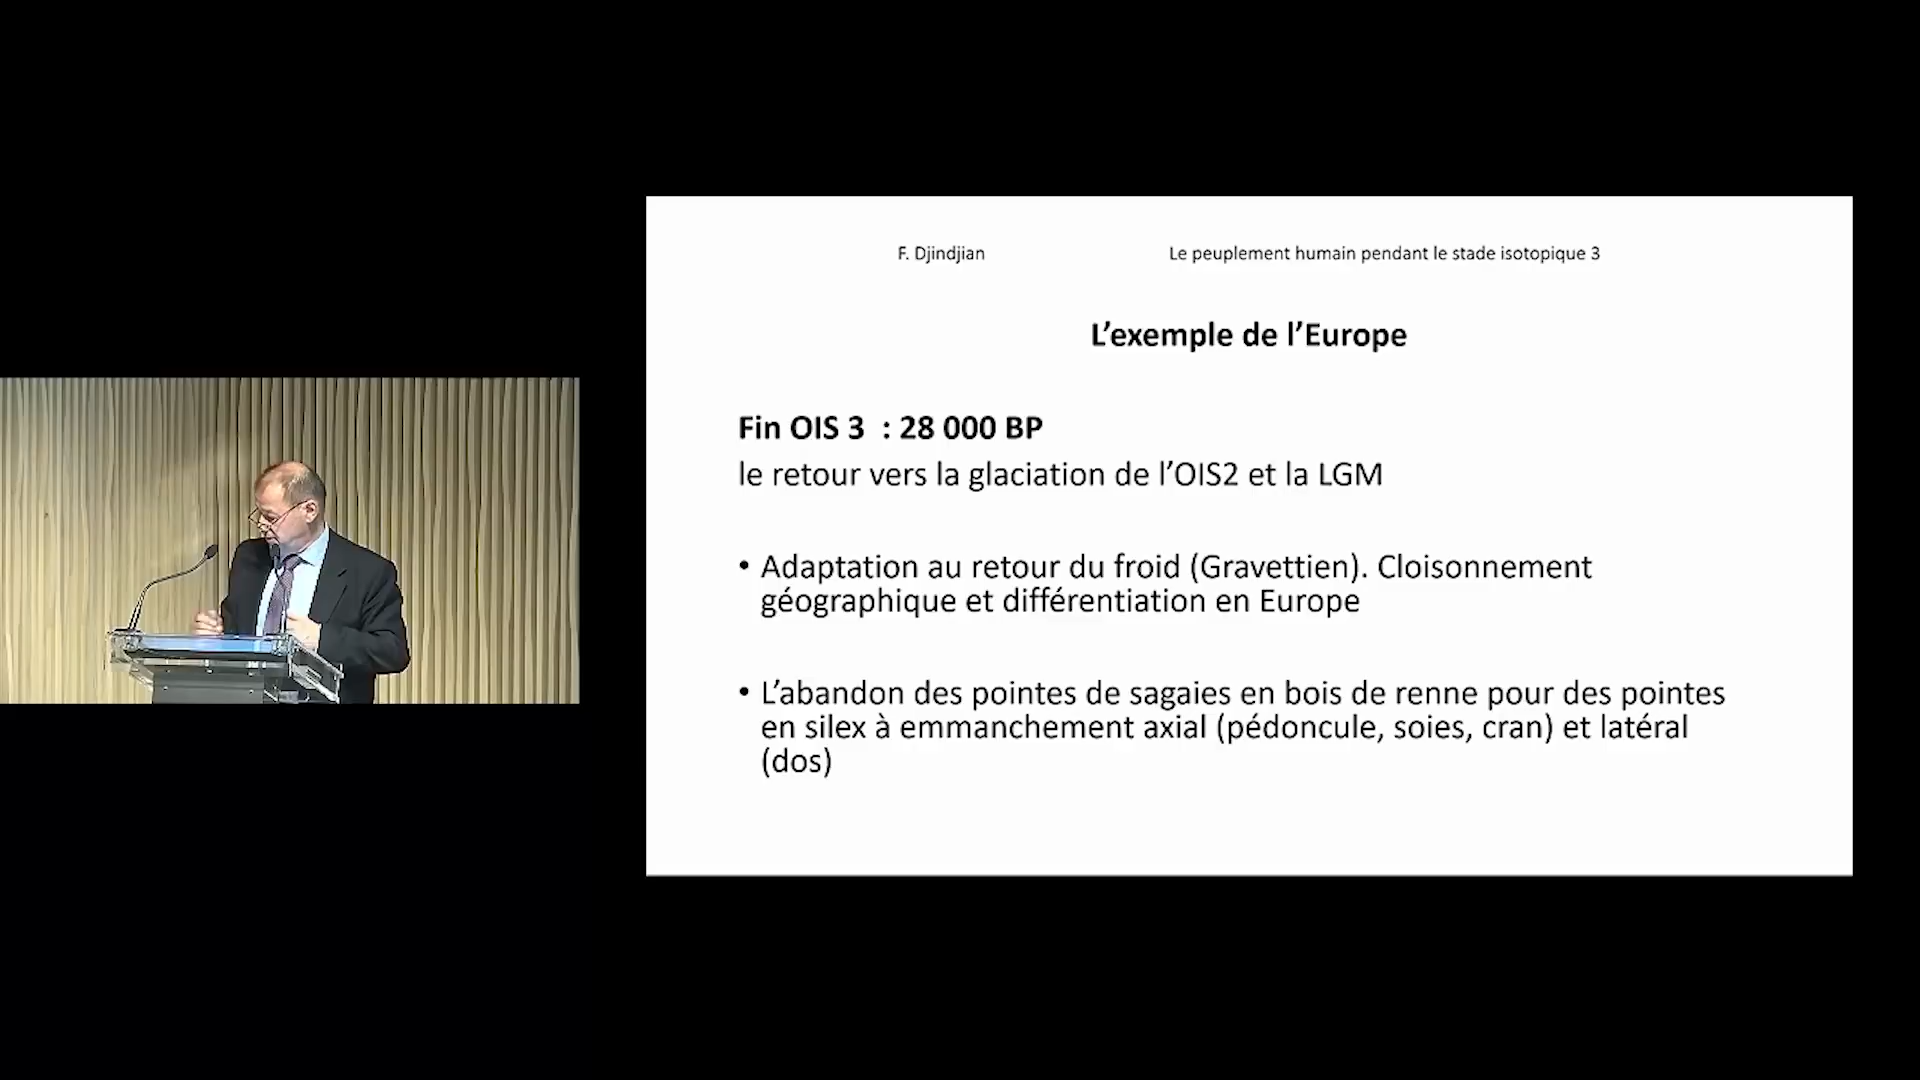 F. Djindjian
Le peuplement humain pendant le stade isotopique 3
L’exemple de l’Europe
Fin OIS 3 : 28 000 BP
le retour vers la glaciation de l’OIS2 et la LGM
• Adaptation au retour du froid (Gravettien). Cloisonnement
géographique et différentiation en Europe
• L’abandon des pointes de sagaies en bois de renne pour des pointes
en silex à emmanchement axial (pédoncule, soies, cran) et latéral
(dos)